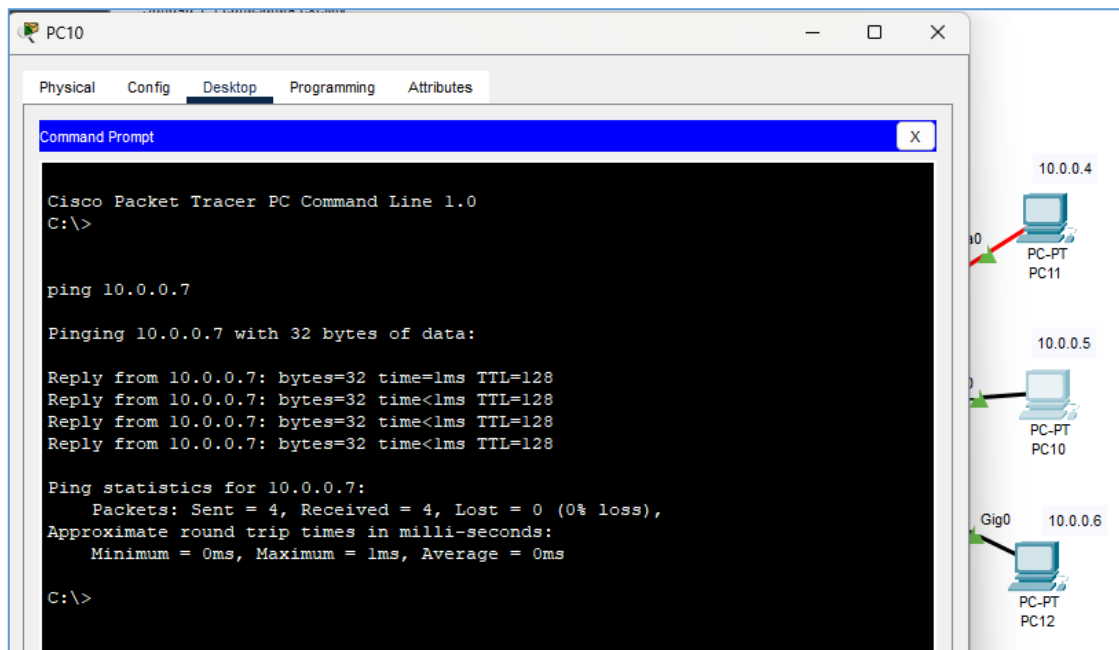 PC10
Physical Config Desktop Programming Attributes
Command Prompt
X
Cisco Packet Tracer PC Command Line 1.0
C:\>
ping 10.0.0.7
Pinging 10.0.0.7 with 32 bytes of data:
Reply from 10.0.0.7: bytes=32 time=1ms TTL=128
Reply from 10.0.0.7: bytes=32 time<1ms TTL=128
Reply from 10.0.0.7: bytes=32 time<1ms TTL=128
Reply from 10.0.0.7: bytes=32 time<1ms TTL=128
Ping statistics for 10.0.0.7:
Packets: Sent = 4, Received = 4, Lost = 0 (0% loss),
Approximate round trip times in milli-seconds:
Minimum = 0ms, Maximum = 1ms, Average = 0ms
C:\>
10.0.0.4
PC-PT
PC11
10.0.0.5
PC-PT
PC10
Gig0
10.0.0.6
PC-PT
PC12